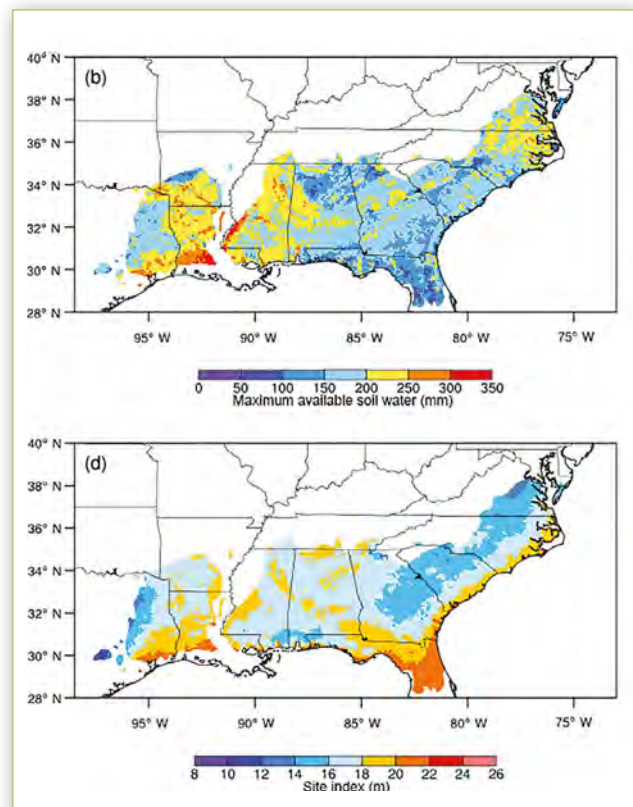 40° N
(b)
38° N
36° N
34° N
32° N
30° N
28° N
95° W 90° W 85° W 80° W 75° W
0 50 100 150 200 250 300 350
Maximum available soil water (mm)
40° N
(d)
38° N
36° N
34° N
32° N
30° N
28° N
95° W 90° W 85° W 80° W 75° W
8 10 12 14 16 18 20 22 24 26
Site index (m)